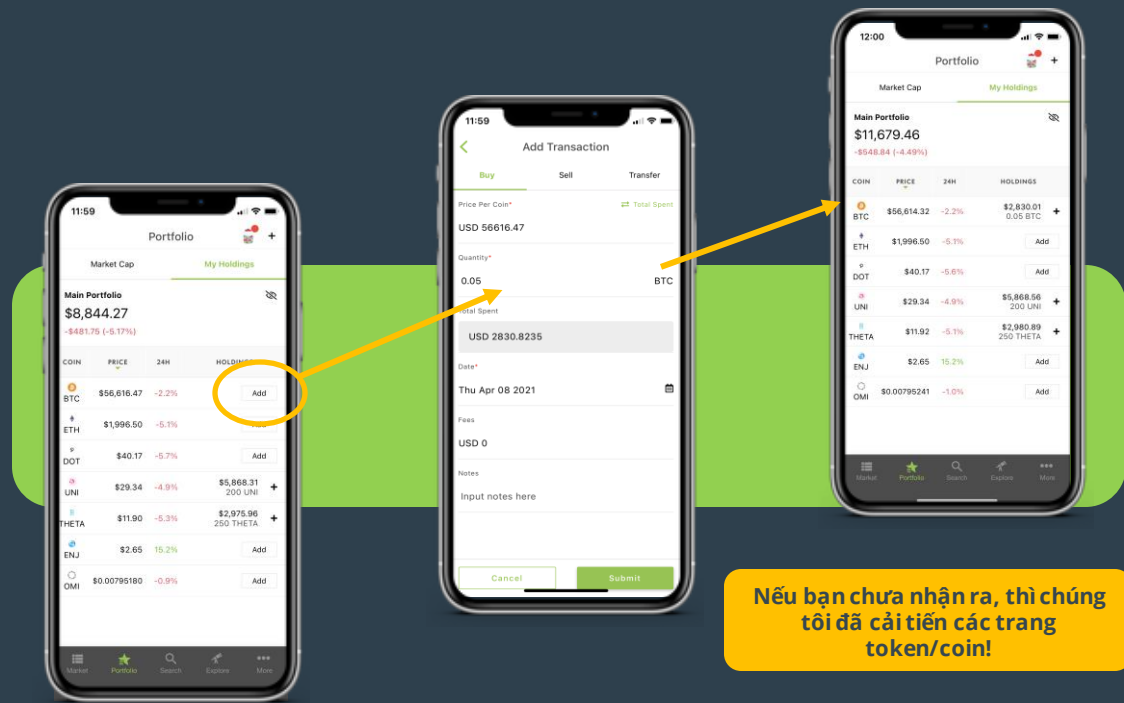 11:59
Portfolio
+
Market Cap
My Holdings
Main Portfolio
$8,844.27
-$481.75 (-5.17%)
COIN PRICE 24H HOLDINGS
BTC $56,616.47 -2.2% Add
ETH $1,996.50 -5.1% Add
DOT $40.17 -5.7% Add
UNI $29.34 -4.9% $5,868.31 +
200 UNI
THETA $11.90 -5.3% $2,975.96 +
250 THETA
ENJ $2.65 15.2% Add
OMI $0.00795180 -0.9% Add
Market Portfolio Search Explore More
11:59
Add Transaction
Buy Sell Transfer
Price Per Coin* Total Spent
USD 56616.47
Quantity*
0.05 BTC
Total Spent
USD 2830.8235
Date*
Thu Apr 08 2021
Fees
USD 0
Notes
Input notes here
Cancel Submit
12:00
Portfolio
+
Market Cap
My Holdings
Main Portfolio
$11,679.46
-$548.84 (-4.49%)
COIN PRICE 24H HOLDINGS
BTC $56,614.32 -2.2% $2,830.01 +
0.05 BTC
ETH $1,996.50 -5.1% Add
DOT $40.17 -5.6% Add
UNI $29.34 -4.9% $5,868.56 +
200 UNI
THETA $11.92 -5.1% $2,980.89 +
250 THETA
ENJ $2.65 15.2% Add
OMI $0.00795241 -1.0% Add
Market Portfolio Search Explore More
Nếu bạn chưa nhận ra, thì chúng
tôi đã cải tiến các trang
token/coin!